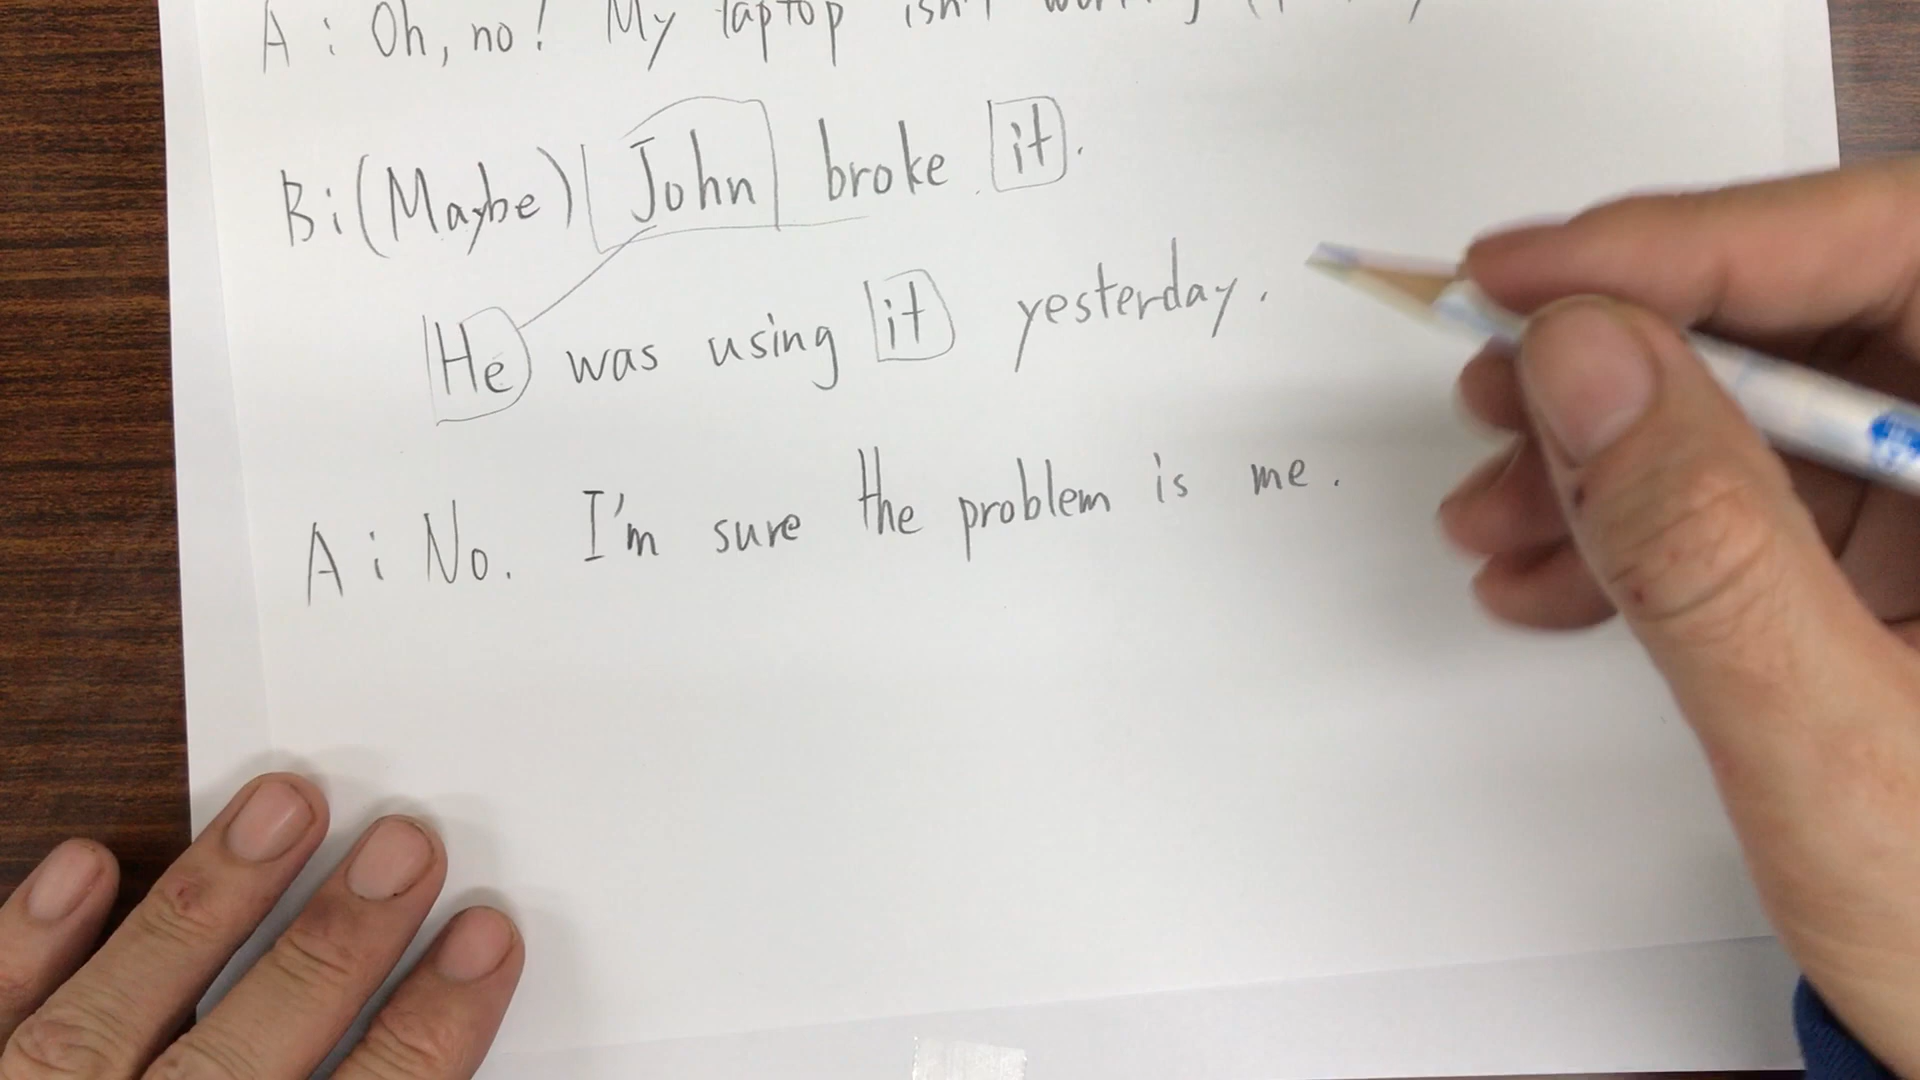 A: Oh, no! My laptop isn't
B: (Maybe) John broke it.
He was using it yesterday.
A: No. I'm sure the problem is me.